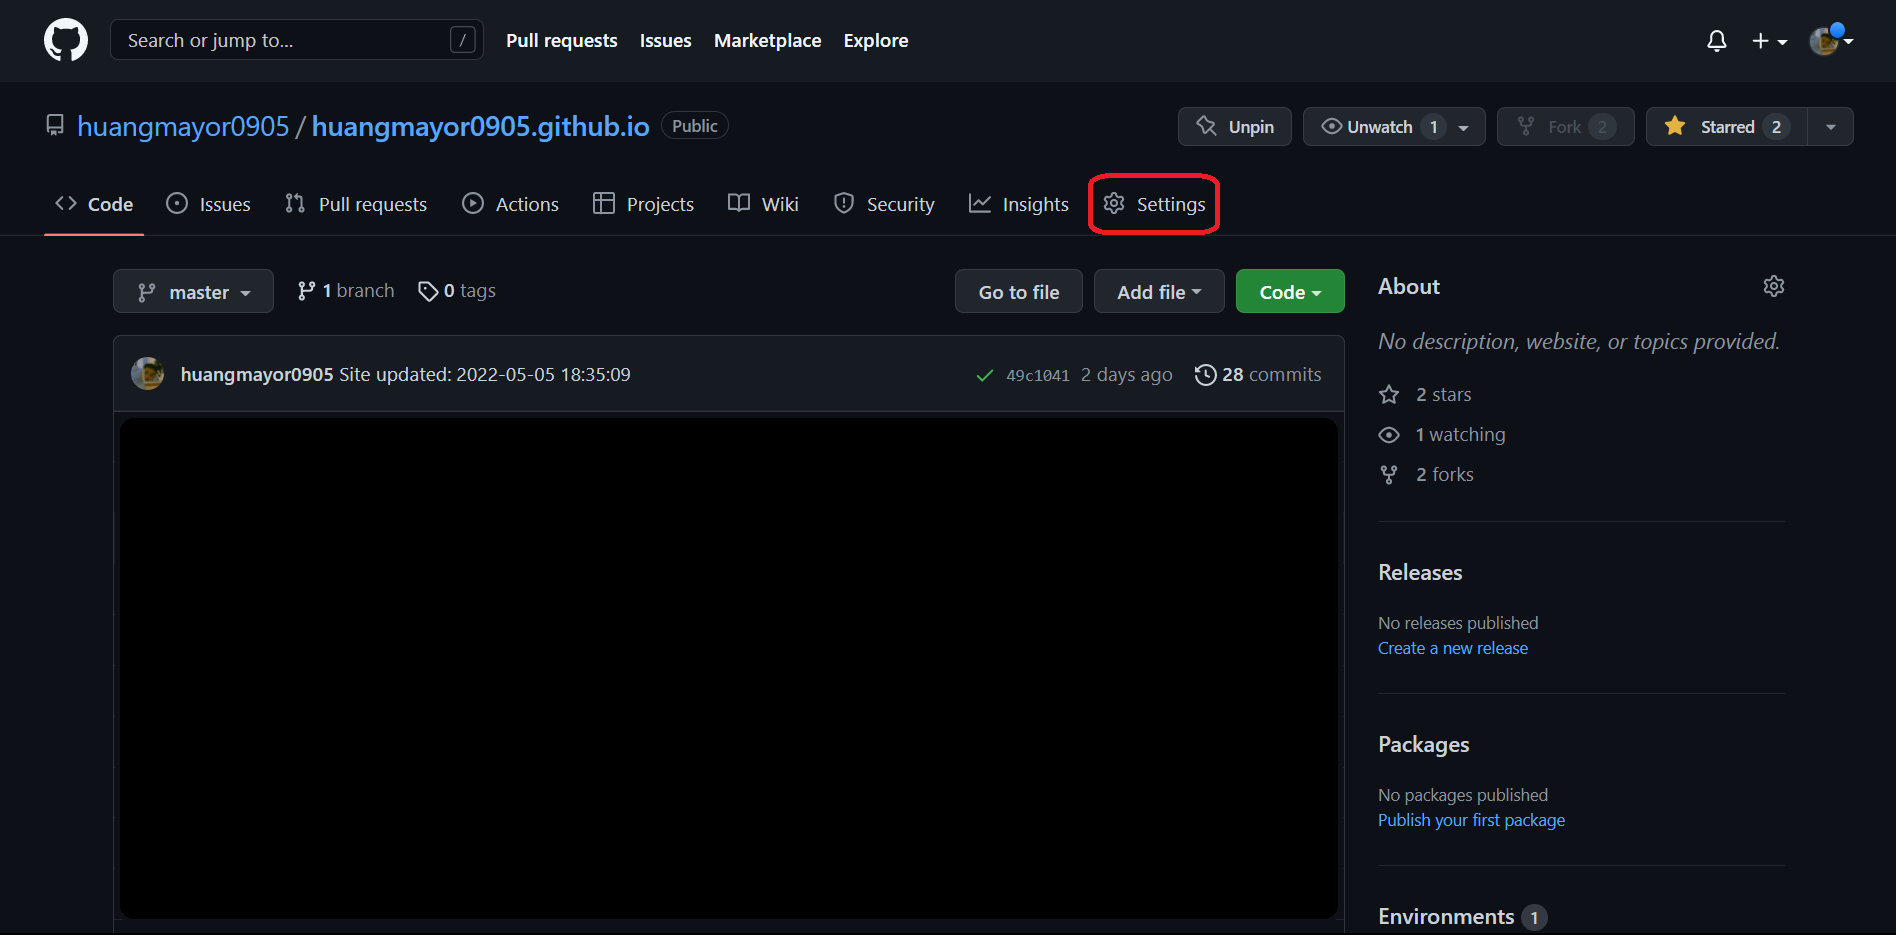 Search or jump to... /
Pull requests Issues Marketplace Explore
huangmayor0905 / huangmayor0905.github.io Public
Unpin Unwatch 1 Fork 2 Starred 2
Code Issues Pull requests Actions Projects Wiki Security Insights Settings
master 1 branch 0 tags Go to file Add file Code
huangmayor0905 Site updated: 2022-05-05 18:35:09 49c1041 2 days ago 28 commits
About
No description, website, or topics provided.
2 stars
1 watching
2 forks
Releases
No releases published
Create a new release
Packages
No packages published
Publish your first package
Environments 1